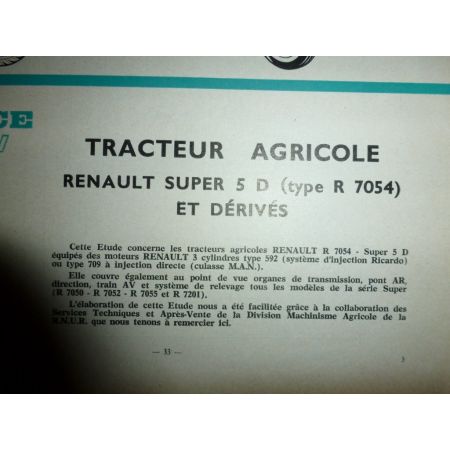 CE
TRACTEUR AGRICOLE
RENAULT SUPER 5 D (type R 7054)
ET DÉRIVÉS
Cette Etude concerne les tracteurs agricoles RENAULT R 7054 - Super 5 D
équipés des moteurs RENAULT 3 cylindres type 592 (système d'injection Ricardo)
ou type 709 à injection directe (culasse M.A.N.).
Elle couvre également au point de vue organes de transmission, pont AR,
direction, train AV et système de relevage tous les modèles de la série Super
(R 7050 - R 7052 - R 7055 et R 7201).
L'élaboration de cette Etude nous a été facilitée grâce à la collaboration des
Services Techniques et Après-Vente de la Division Machinisme Agricole de la
R.N.U.R. que nous tenons à remercier ici.
— 33 —
3